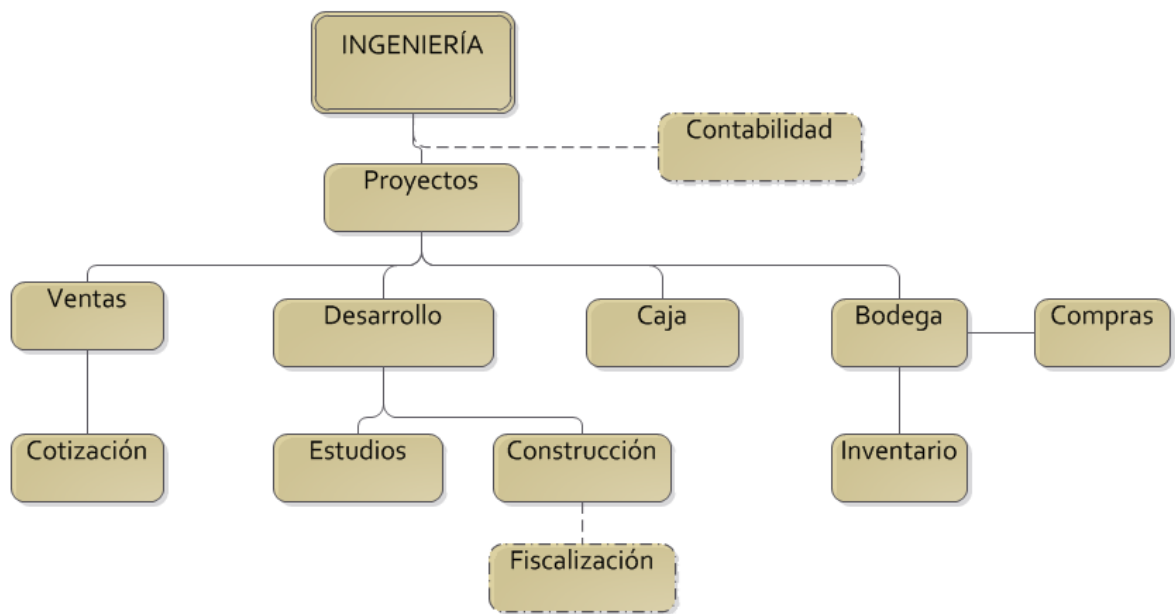 INGENIERÍA
Contabilidad
Proyectos
Ventas
Desarrollo
Caja
Bodega
Compras
Cotización
Estudios
Construcción
Inventario
Fiscalización